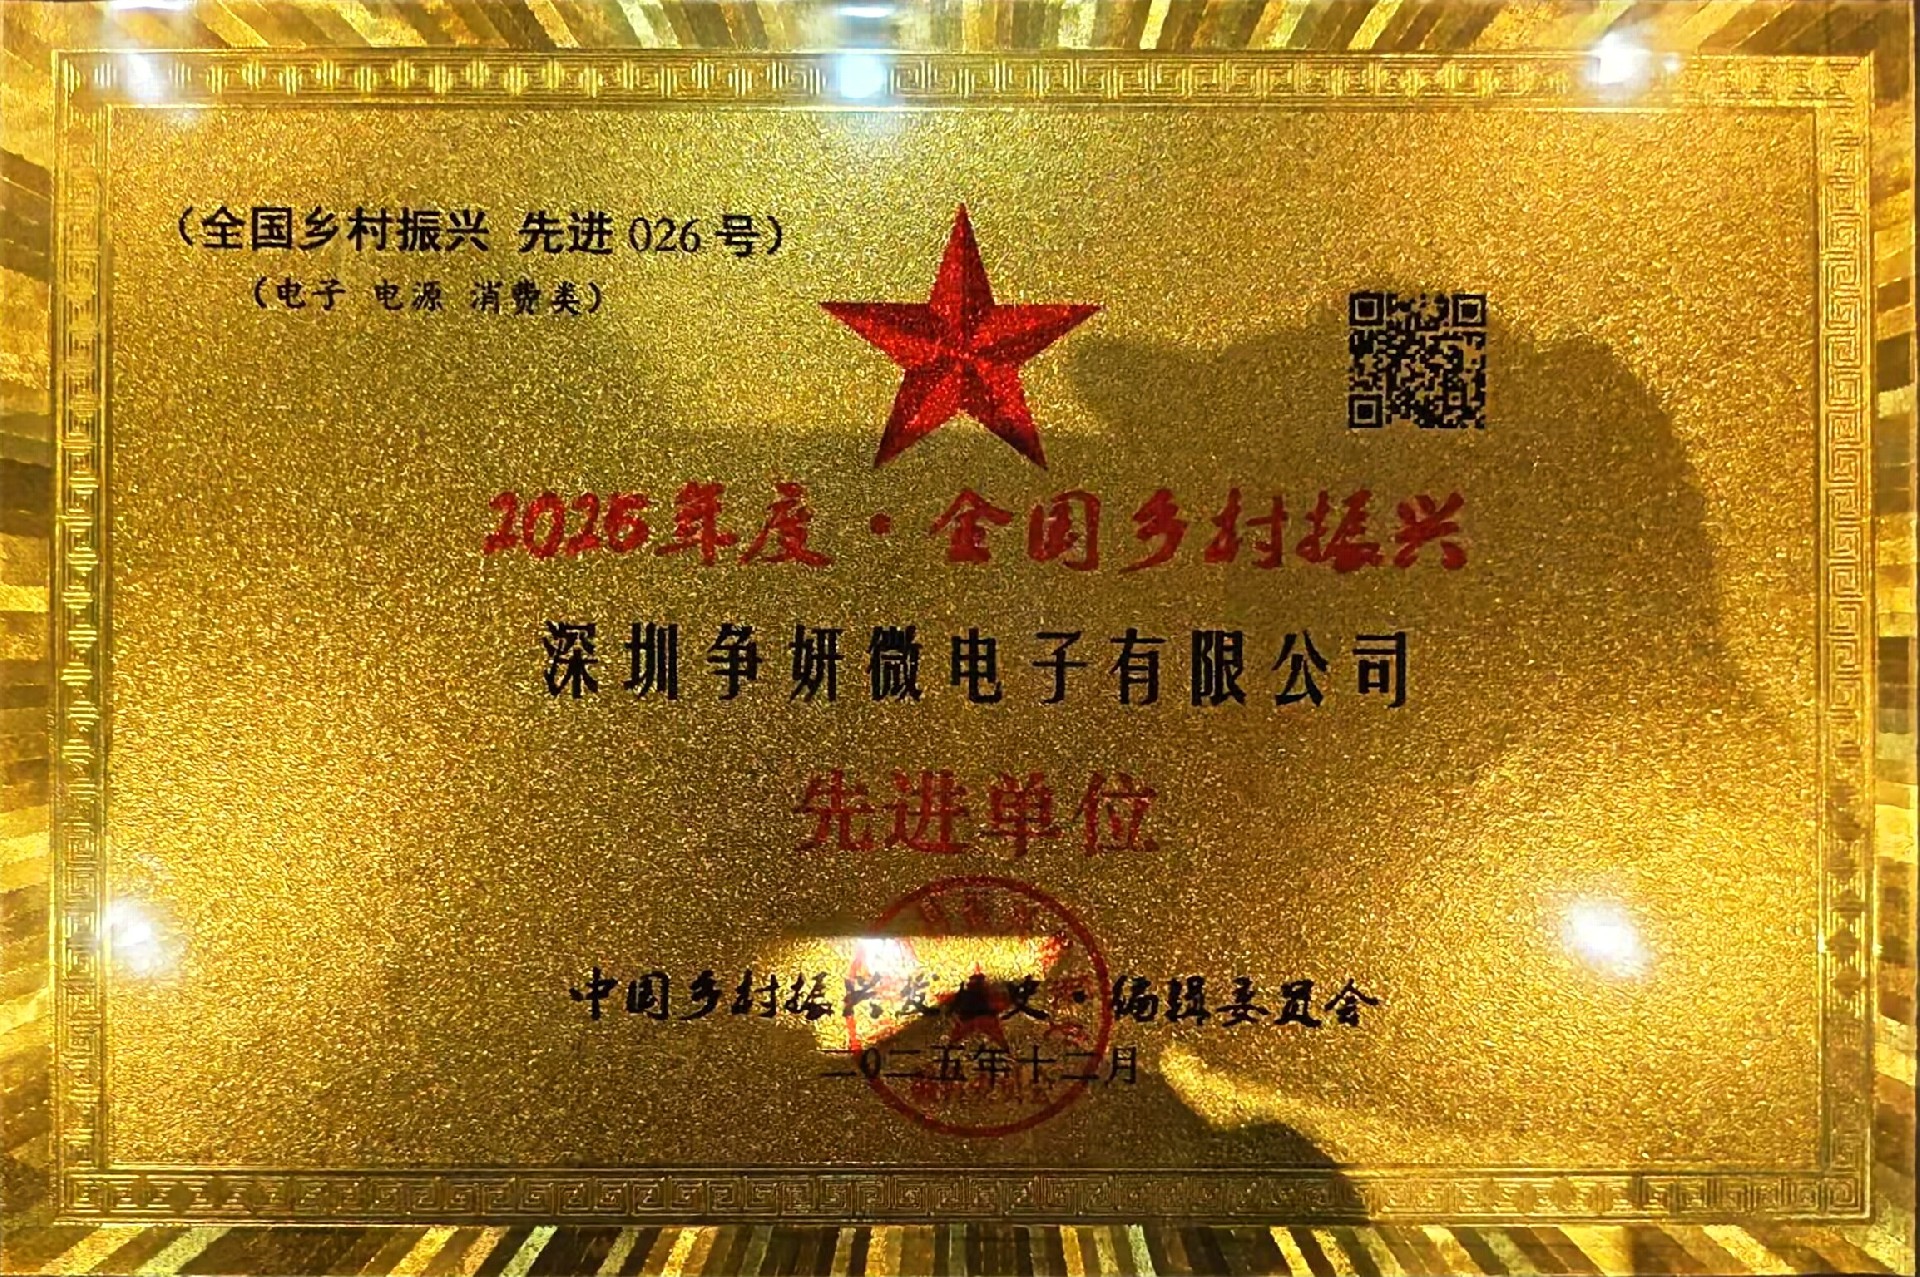 （全国乡村振兴 先进 026 号）
（电子 电源 消费类）
2025年度·全国乡村振兴
深圳争妍微电子有限公司
先进单位
中国乡村振兴发展史·编辑委员会
二0二五年十二月